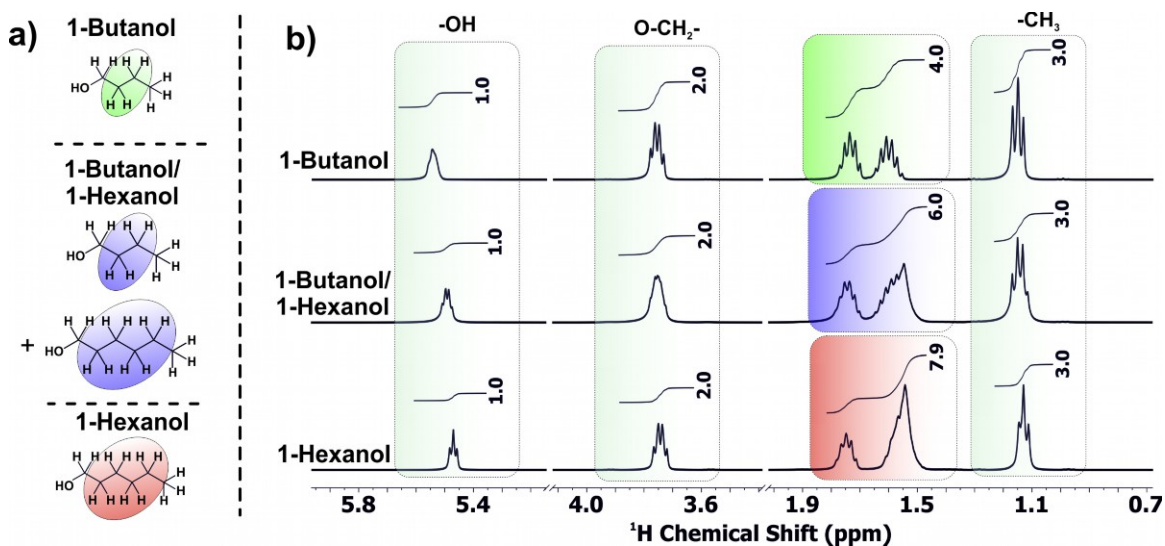 a)
1-Butanol
H H H H
HO
H H H H H
1-Butanol/
1-Hexanol
H H H H
HO
H H H H H
+
H H H H H H
HO
H H H H H H H
1-Hexanol
H H H H H H
HO
H H H H H H H
b)
-OH
O-CH₂-
-CH₃
1-Butanol
1.0
2.0
4.0
3.0
1-Butanol/
1-Hexanol
1.0
2.0
6.0
3.0
1-Hexanol
1.0
2.0
7.9
3.0
5.8 5.4 4.0 3.6 1.9 1.5 1.1 0.7
¹H Chemical Shift (ppm)